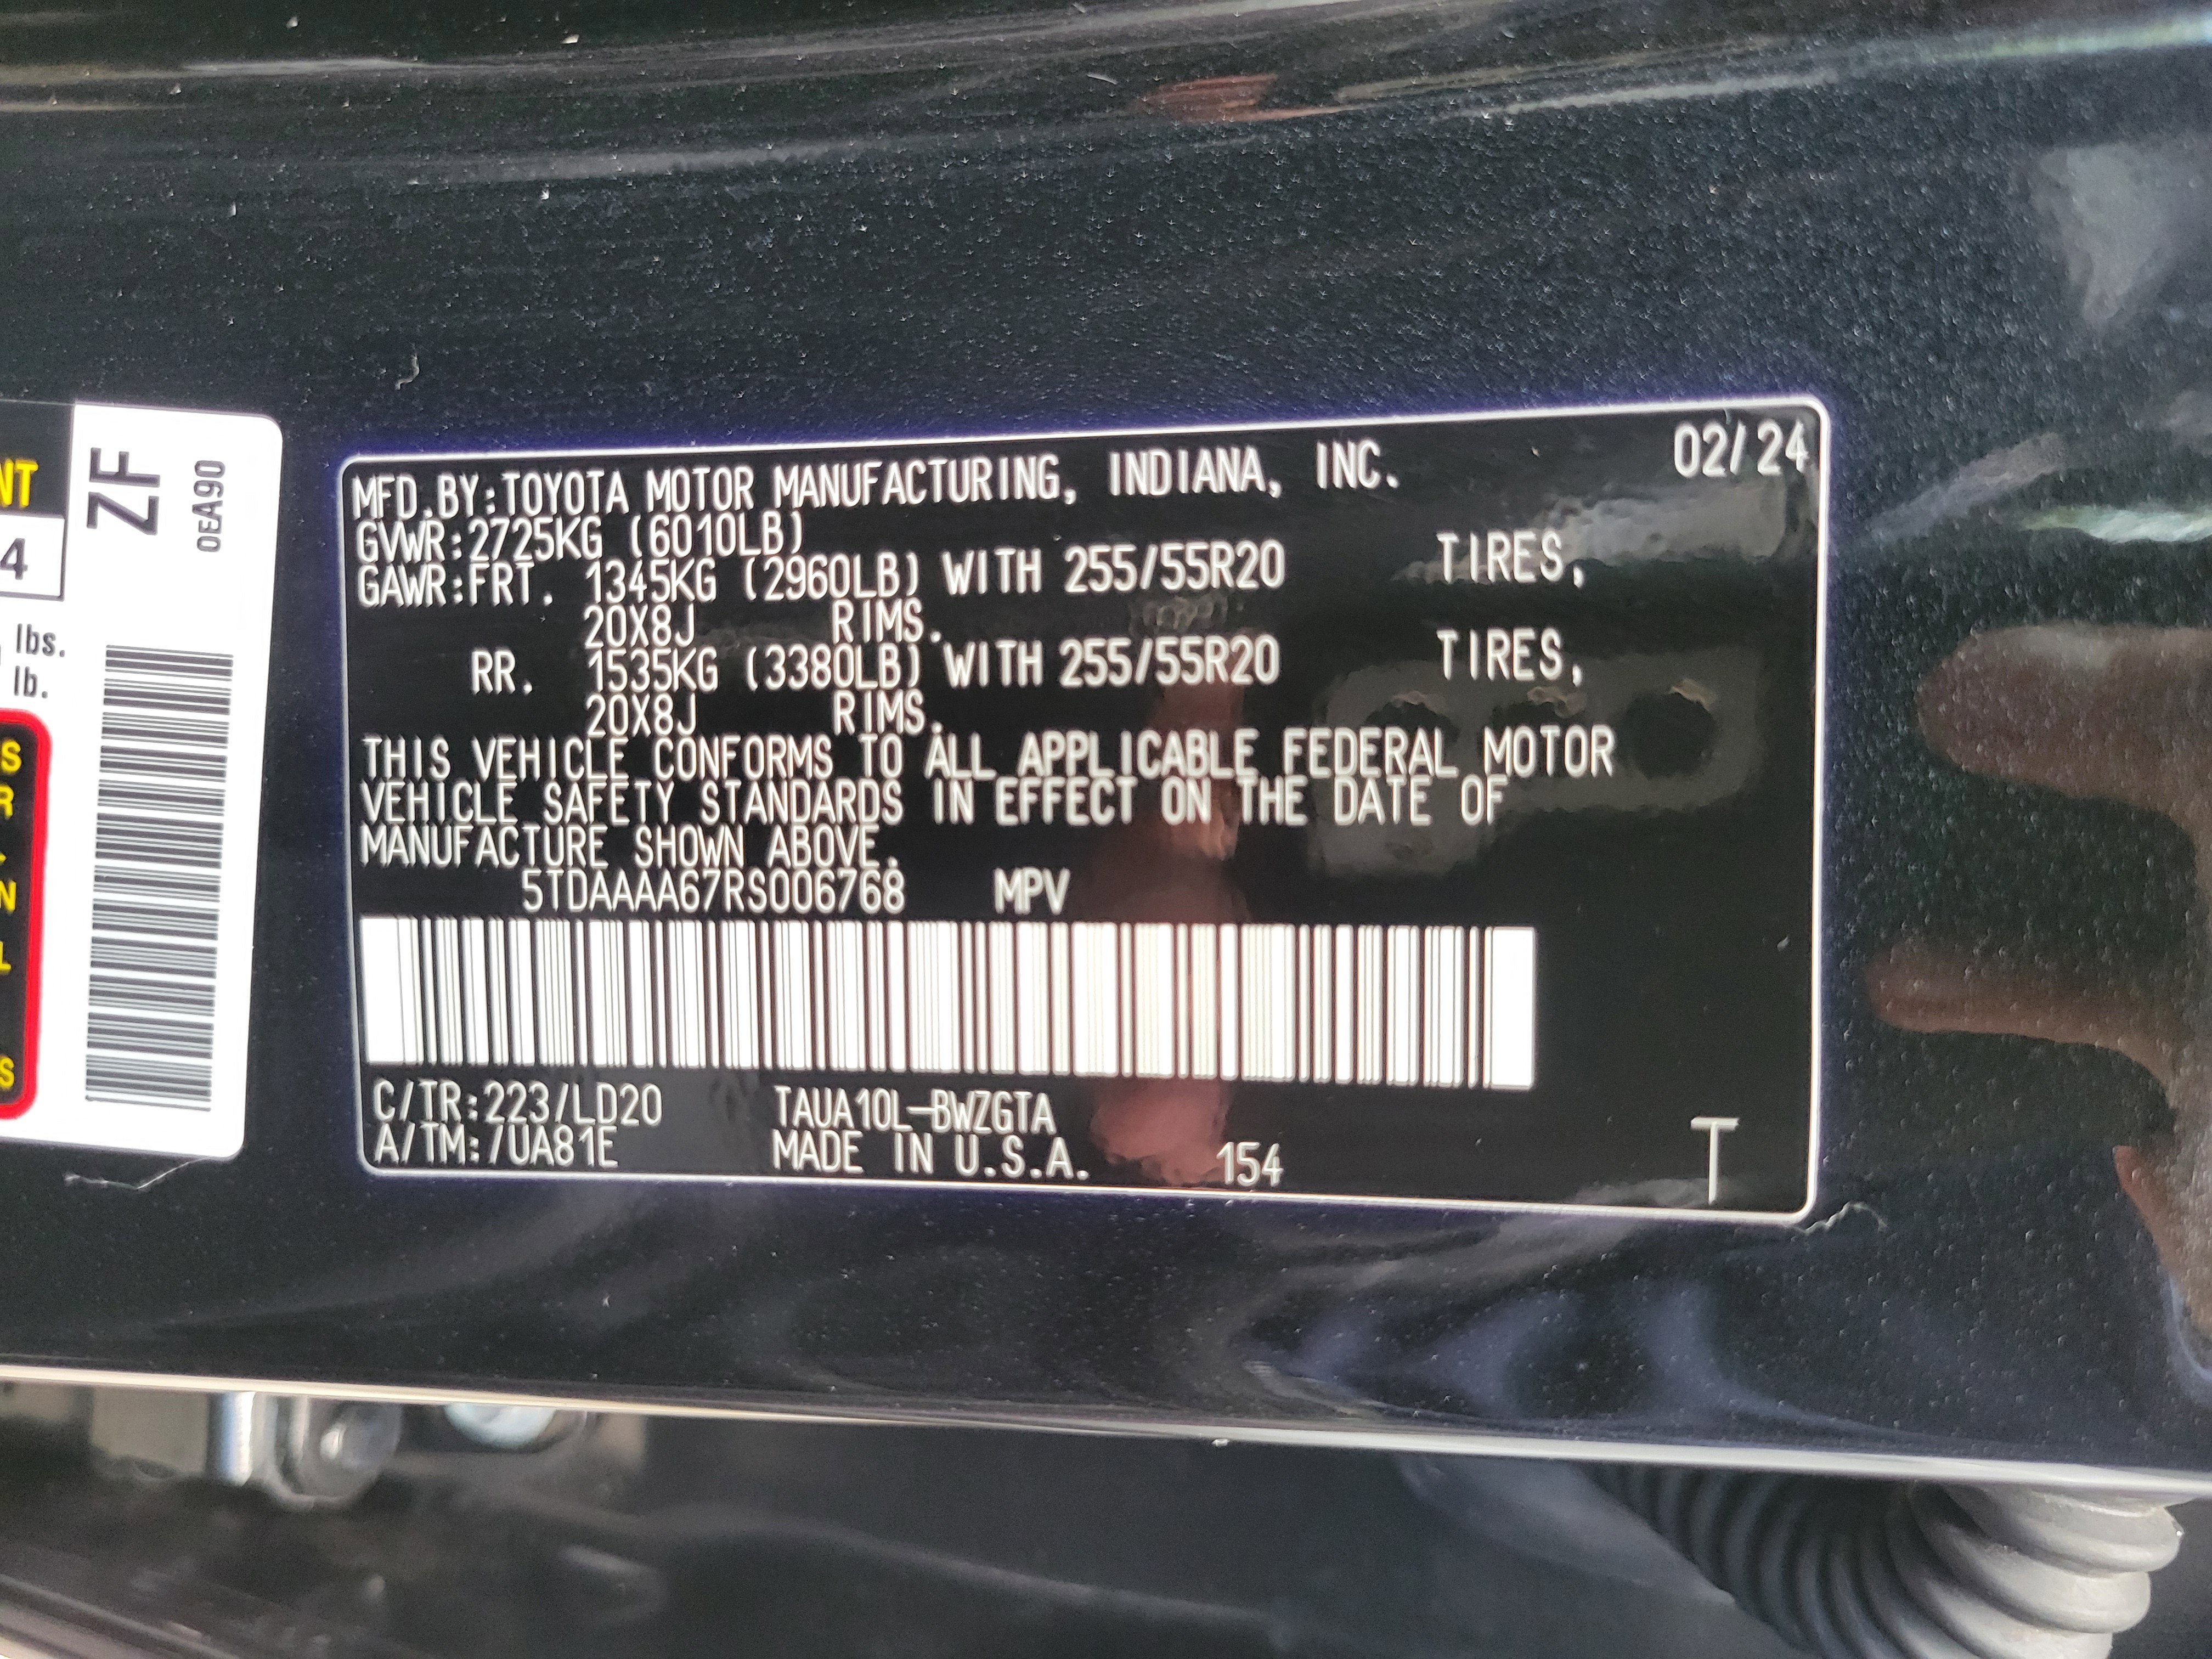 MFD.BY:TOYOTA MOTOR MANUFACTURING, INDIANA, INC. 02/24
GVWR:2725KG (6010LB)
GAWR:FRT. 1345KG (2960LB) WITH 255/55R20 TIRES,
20X8J RIMS.
RR. 1535KG (3380LB) WITH 255/55R20 TIRES,
20X8J RIMS.
THIS VEHICLE CONFORMS TO ALL APPLICABLE FEDERAL MOTOR
VEHICLE SAFETY STANDARDS IN EFFECT ON THE DATE OF
MANUFACTURE SHOWN ABOVE.
5TDAAAA67RS006768 MPV
C/TR:223/LD20 TAUA10L-BWZGTA
A/TM:/UA81E MADE IN U.S.A. 154
T
ZF
0EA90
NT
4
lbs.
lb.
S
R
N
L
S